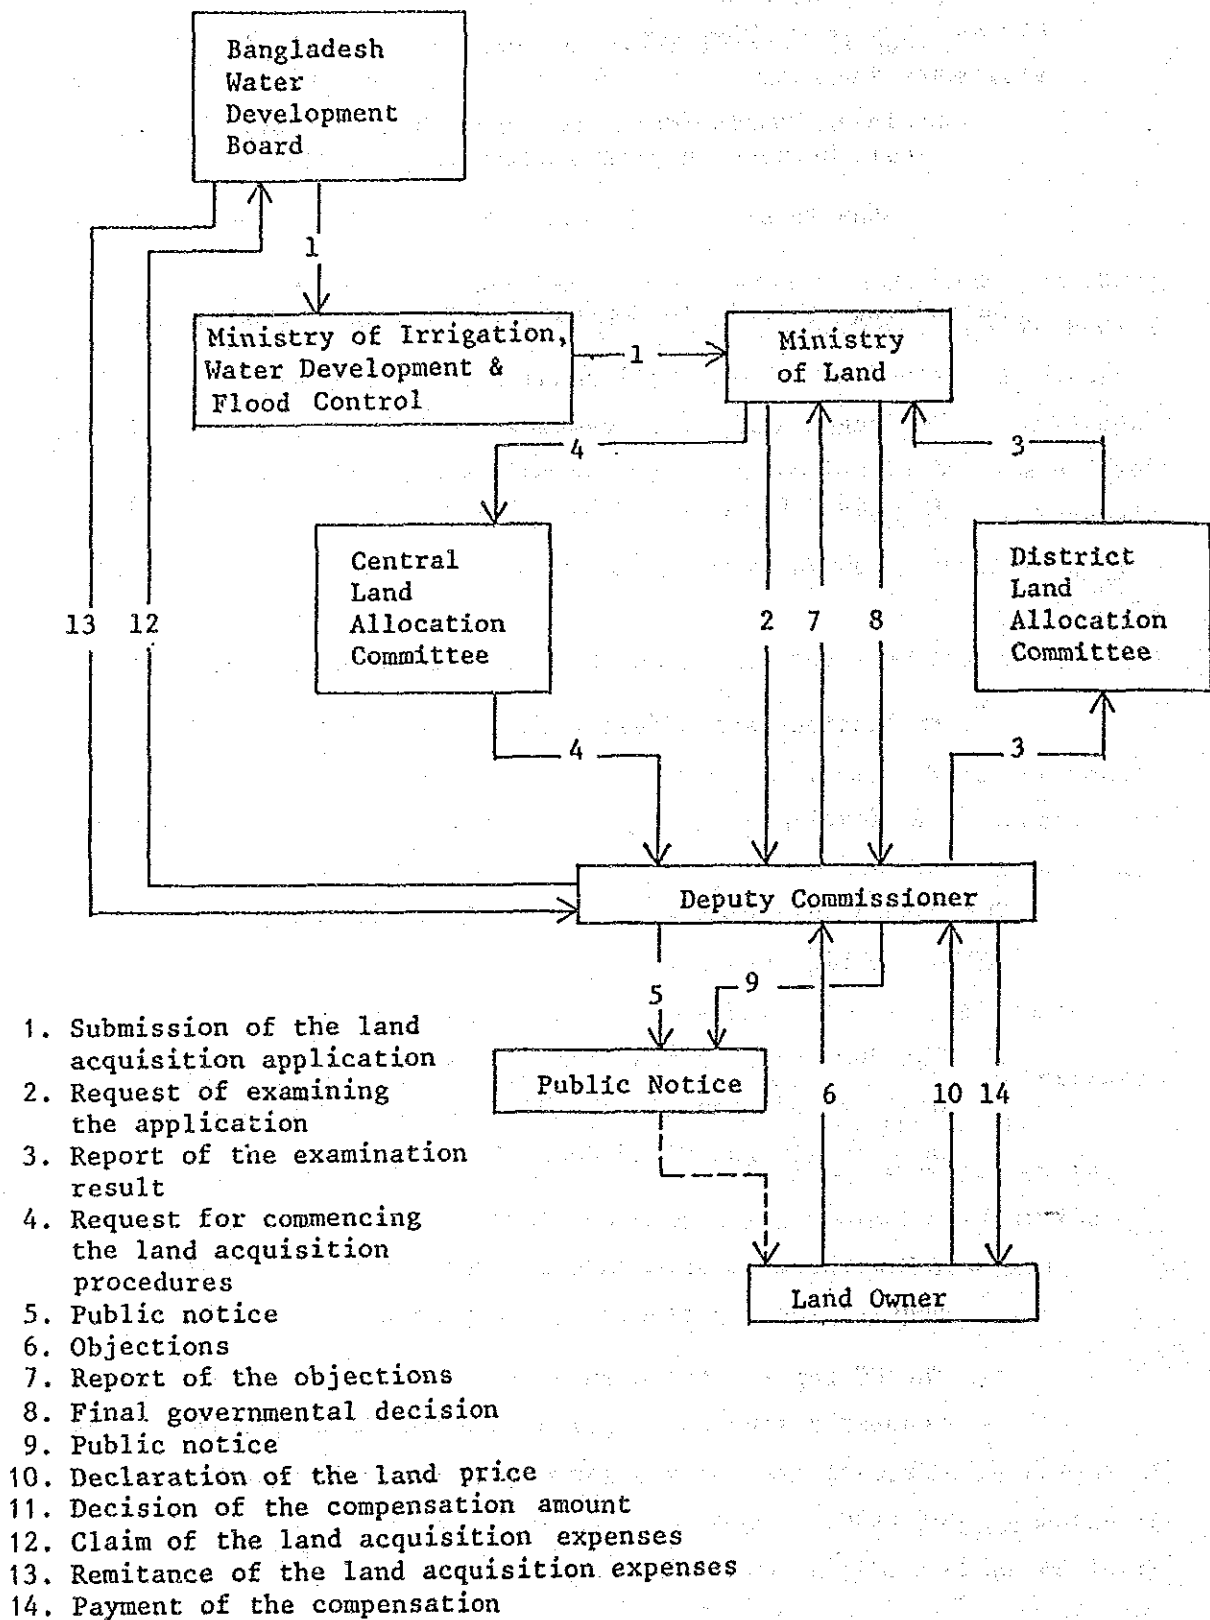 Bangladesh
Water
Development
Board
1
Ministry of Irrigation,
Water Development &
Flood Control
1
Ministry
of Land
4
3
Central
Land
Allocation
Committee
District
Land
Allocation
Committee
13
12
2
7
8
4
3
Deputy Commissioner
5
9
Public Notice
6
10
14
Land Owner
1. Submission of the land
acquisition application
2. Request of examining
the application
3. Report of the examination
result
4. Request for commencing
the land acquisition
procedures
5. Public notice
6. Objections
7. Report of the objections
8. Final governmental decision
9. Public notice
10. Declaration of the land price
11. Decision of the compensation amount
12. Claim of the land acquisition expenses
13. Remitance of the land acquisition expenses
14. Payment of the compensation